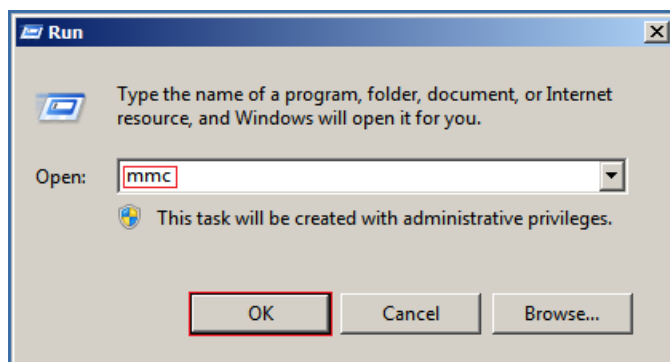 Run
Type the name of a program, folder, document, or Internet
resource, and Windows will open it for you.
Open: mmc
This task will be created with administrative privileges.
OK Cancel Browse...